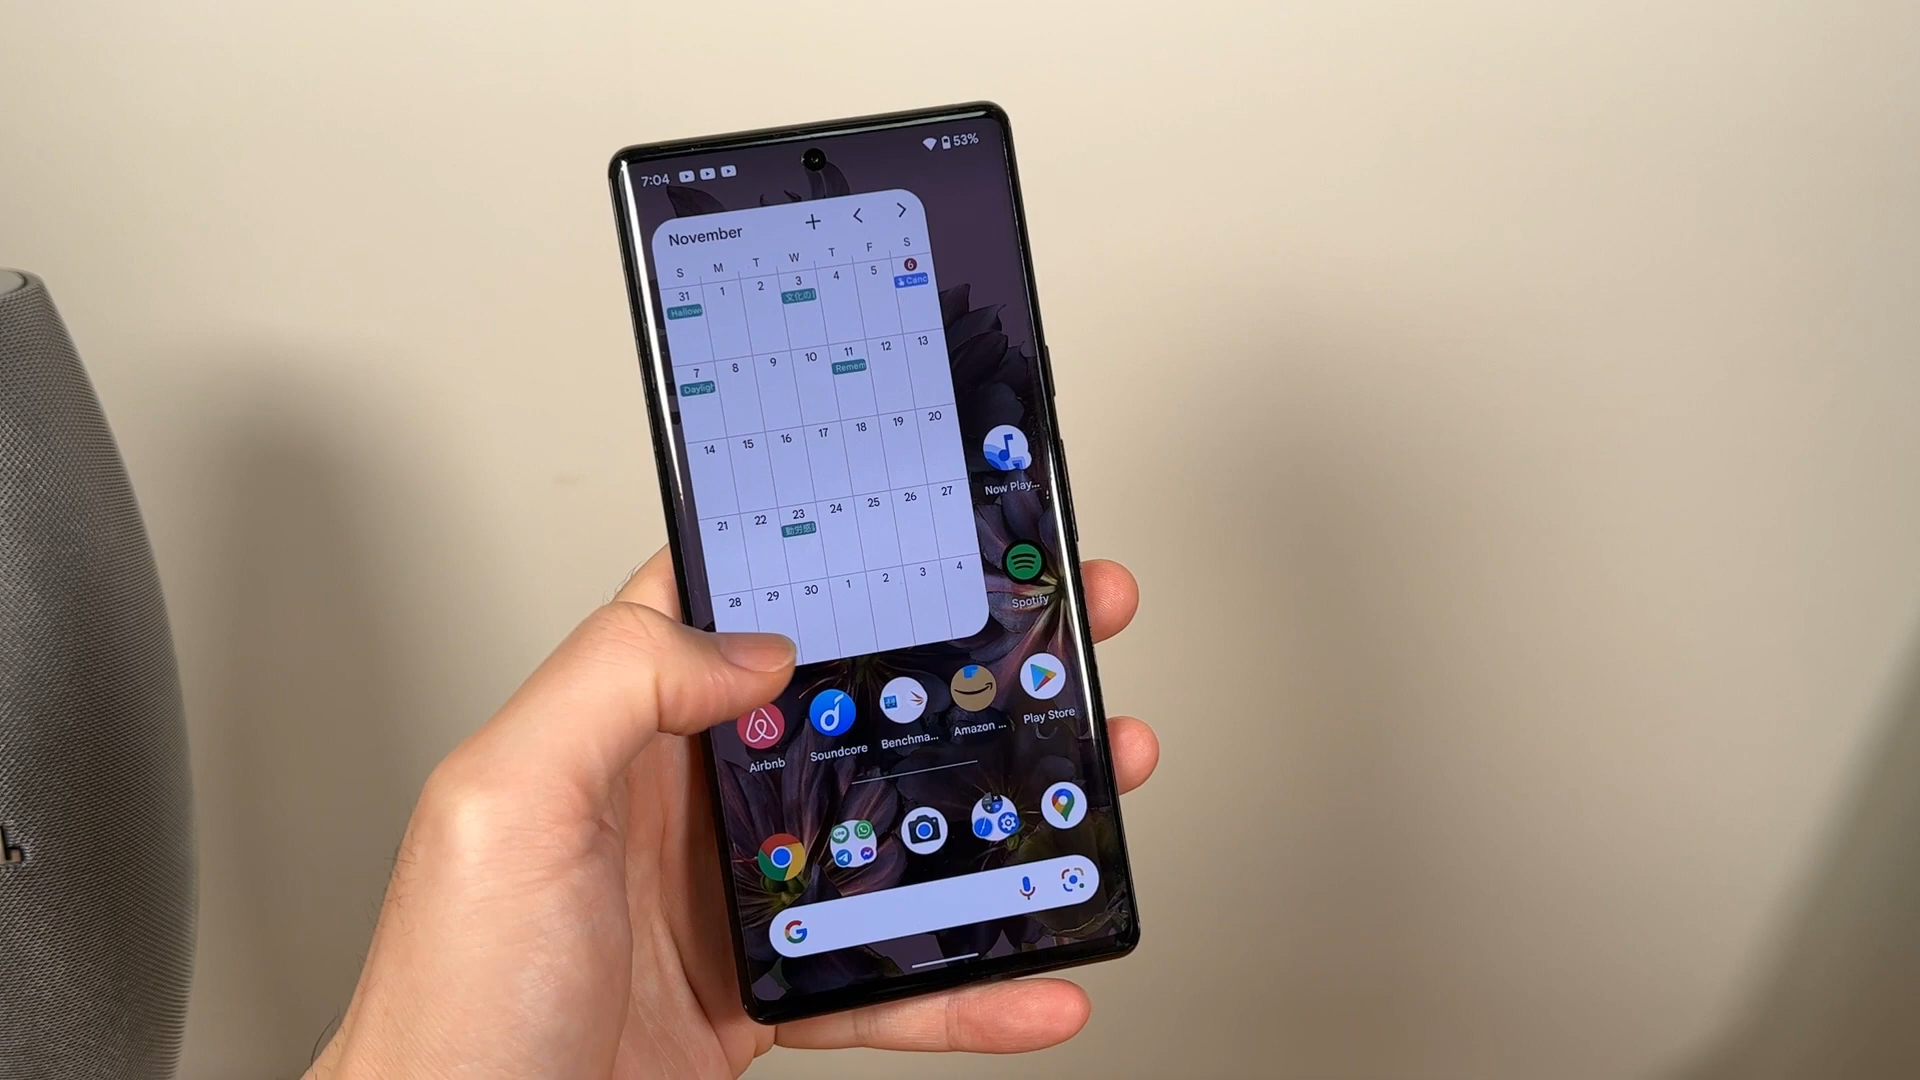 7:04 53%
November
S M T W T F S
31 1 2 3 4 5 6
Hallow 文化の Canc
7 8 9 10 11 12 13
Dayligh Remem
14 15 16 17 18 19 20
21 22 23 24 25 26 27
勤労感
28 29 30 1 2 3 4
Now Play...
Spotify
Airbnb Soundcore Benchma... Amazon ... Play Store